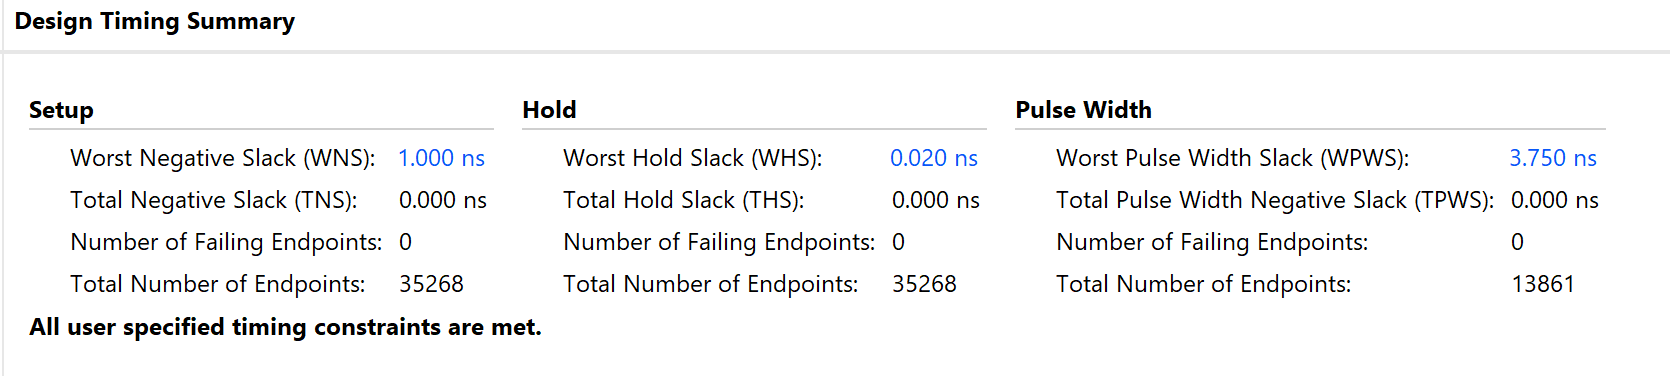 Design Timing Summary
Setup Hold Pulse Width
Worst Negative Slack (WNS): 1.000 ns Worst Hold Slack (WHS): 0.020 ns Worst Pulse Width Slack (WPWS): 3.750 ns
Total Negative Slack (TNS): 0.000 ns Total Hold Slack (THS): 0.000 ns Total Pulse Width Negative Slack (TPWS): 0.000 ns
Number of Failing Endpoints: 0 Number of Failing Endpoints: 0 Number of Failing Endpoints: 0
Total Number of Endpoints: 35268 Total Number of Endpoints: 35268 Total Number of Endpoints: 13861
All user specified timing constraints are met.